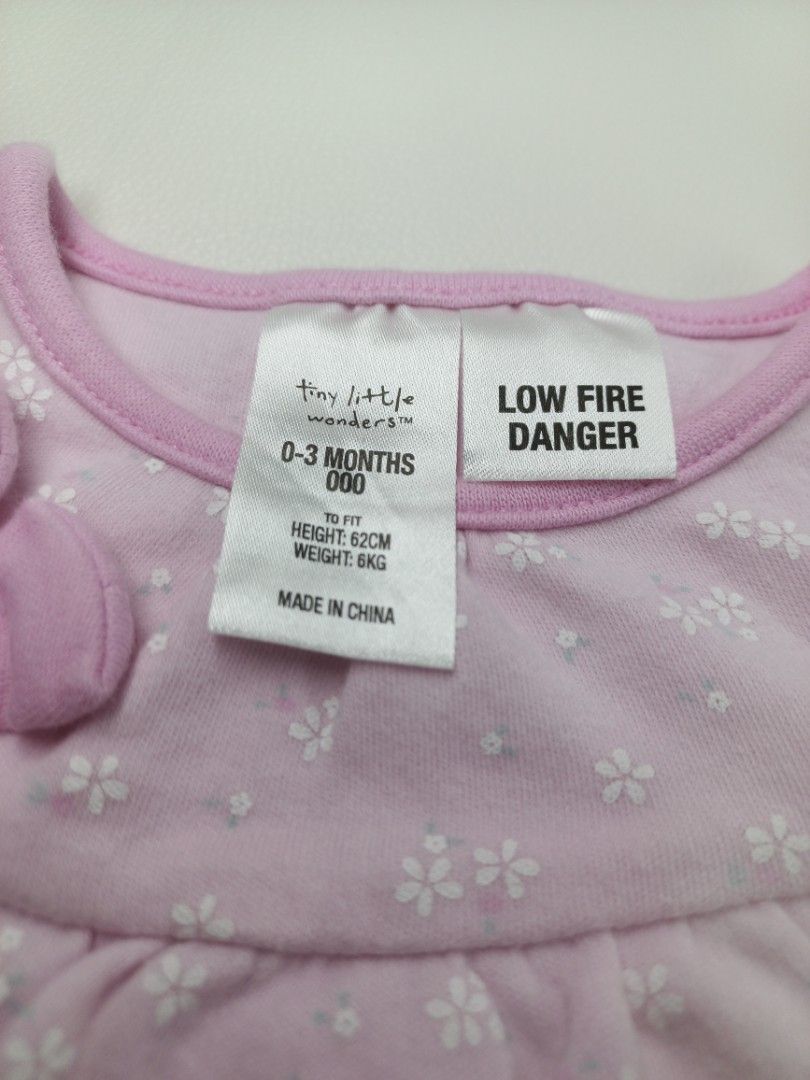 tiny little
wonders™
0-3 MONTHS
000
TO FIT
HEIGHT: 62CM
WEIGHT: 6KG
MADE IN CHINA
LOW FIRE
DANGER